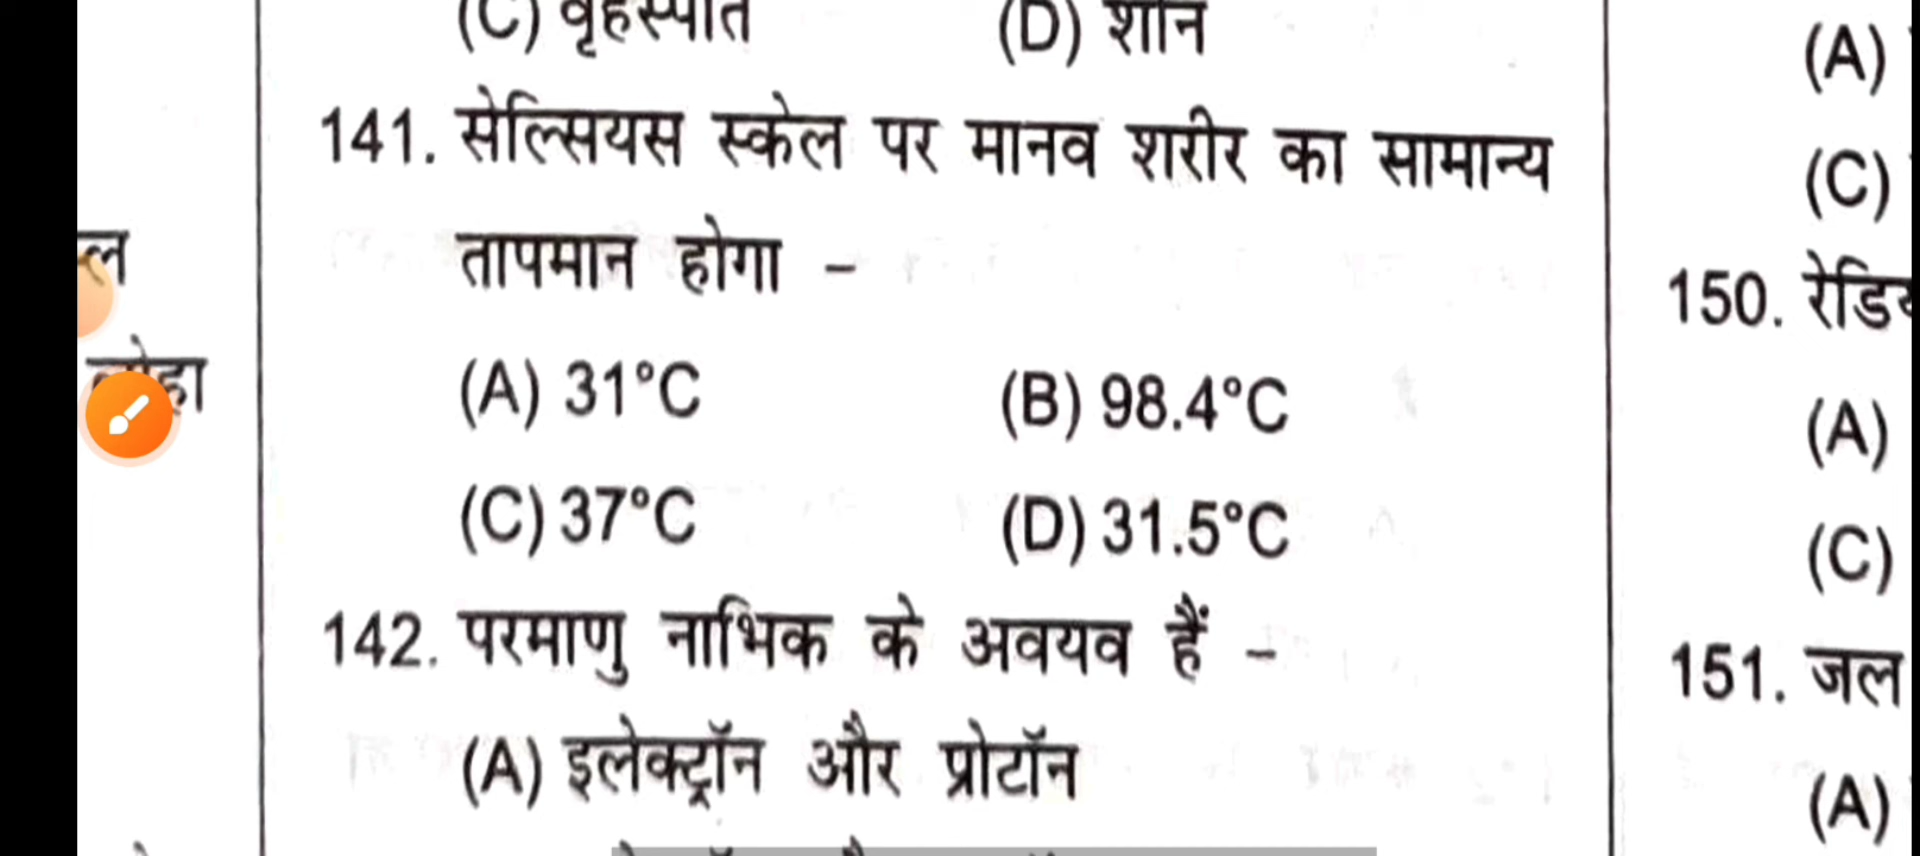 (C) वृहस्पति (D) शनि
141. सेल्सियस स्केल पर मानव शरीर का सामान्य
तापमान होगा –
(A) 31°C (B) 98.4°C
(C) 37°C (D) 31.5°C
142. परमाणु नाभिक के अवयव हैं –
(A) इलेक्ट्रॉन और प्रोटॉन
(A)
(C)
150.
(A)
(C)
151. जल
(A)